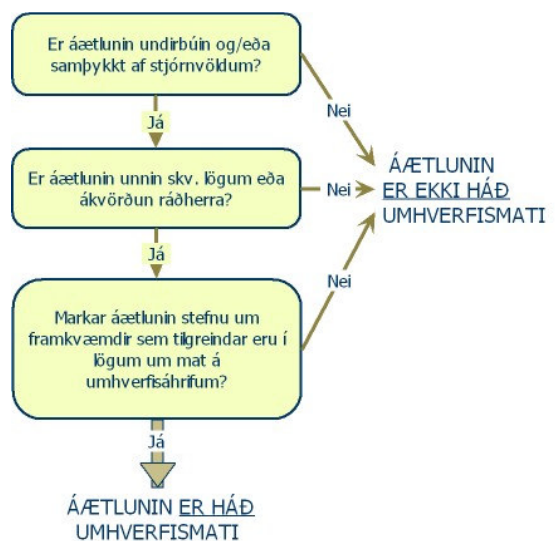 Er áætlunin undirbúin og/eða
samþykkt af stjórnvöldum?
Nei
Já
Er áætlunin unnin skv. lögum eða
ákvörðun ráðherra?
Nei
ÁÆTLUNIN
ER EKKI HÁÐ
UMHVERFISMATI
Já
Nei
Markar áætlunin stefnu um
framkvæmdir sem tilgreindar eru í
lögum um mat á
umhverfisáhrifum?
Já
ÁÆTLUNIN ER HÁÐ
UMHVERFISMATI